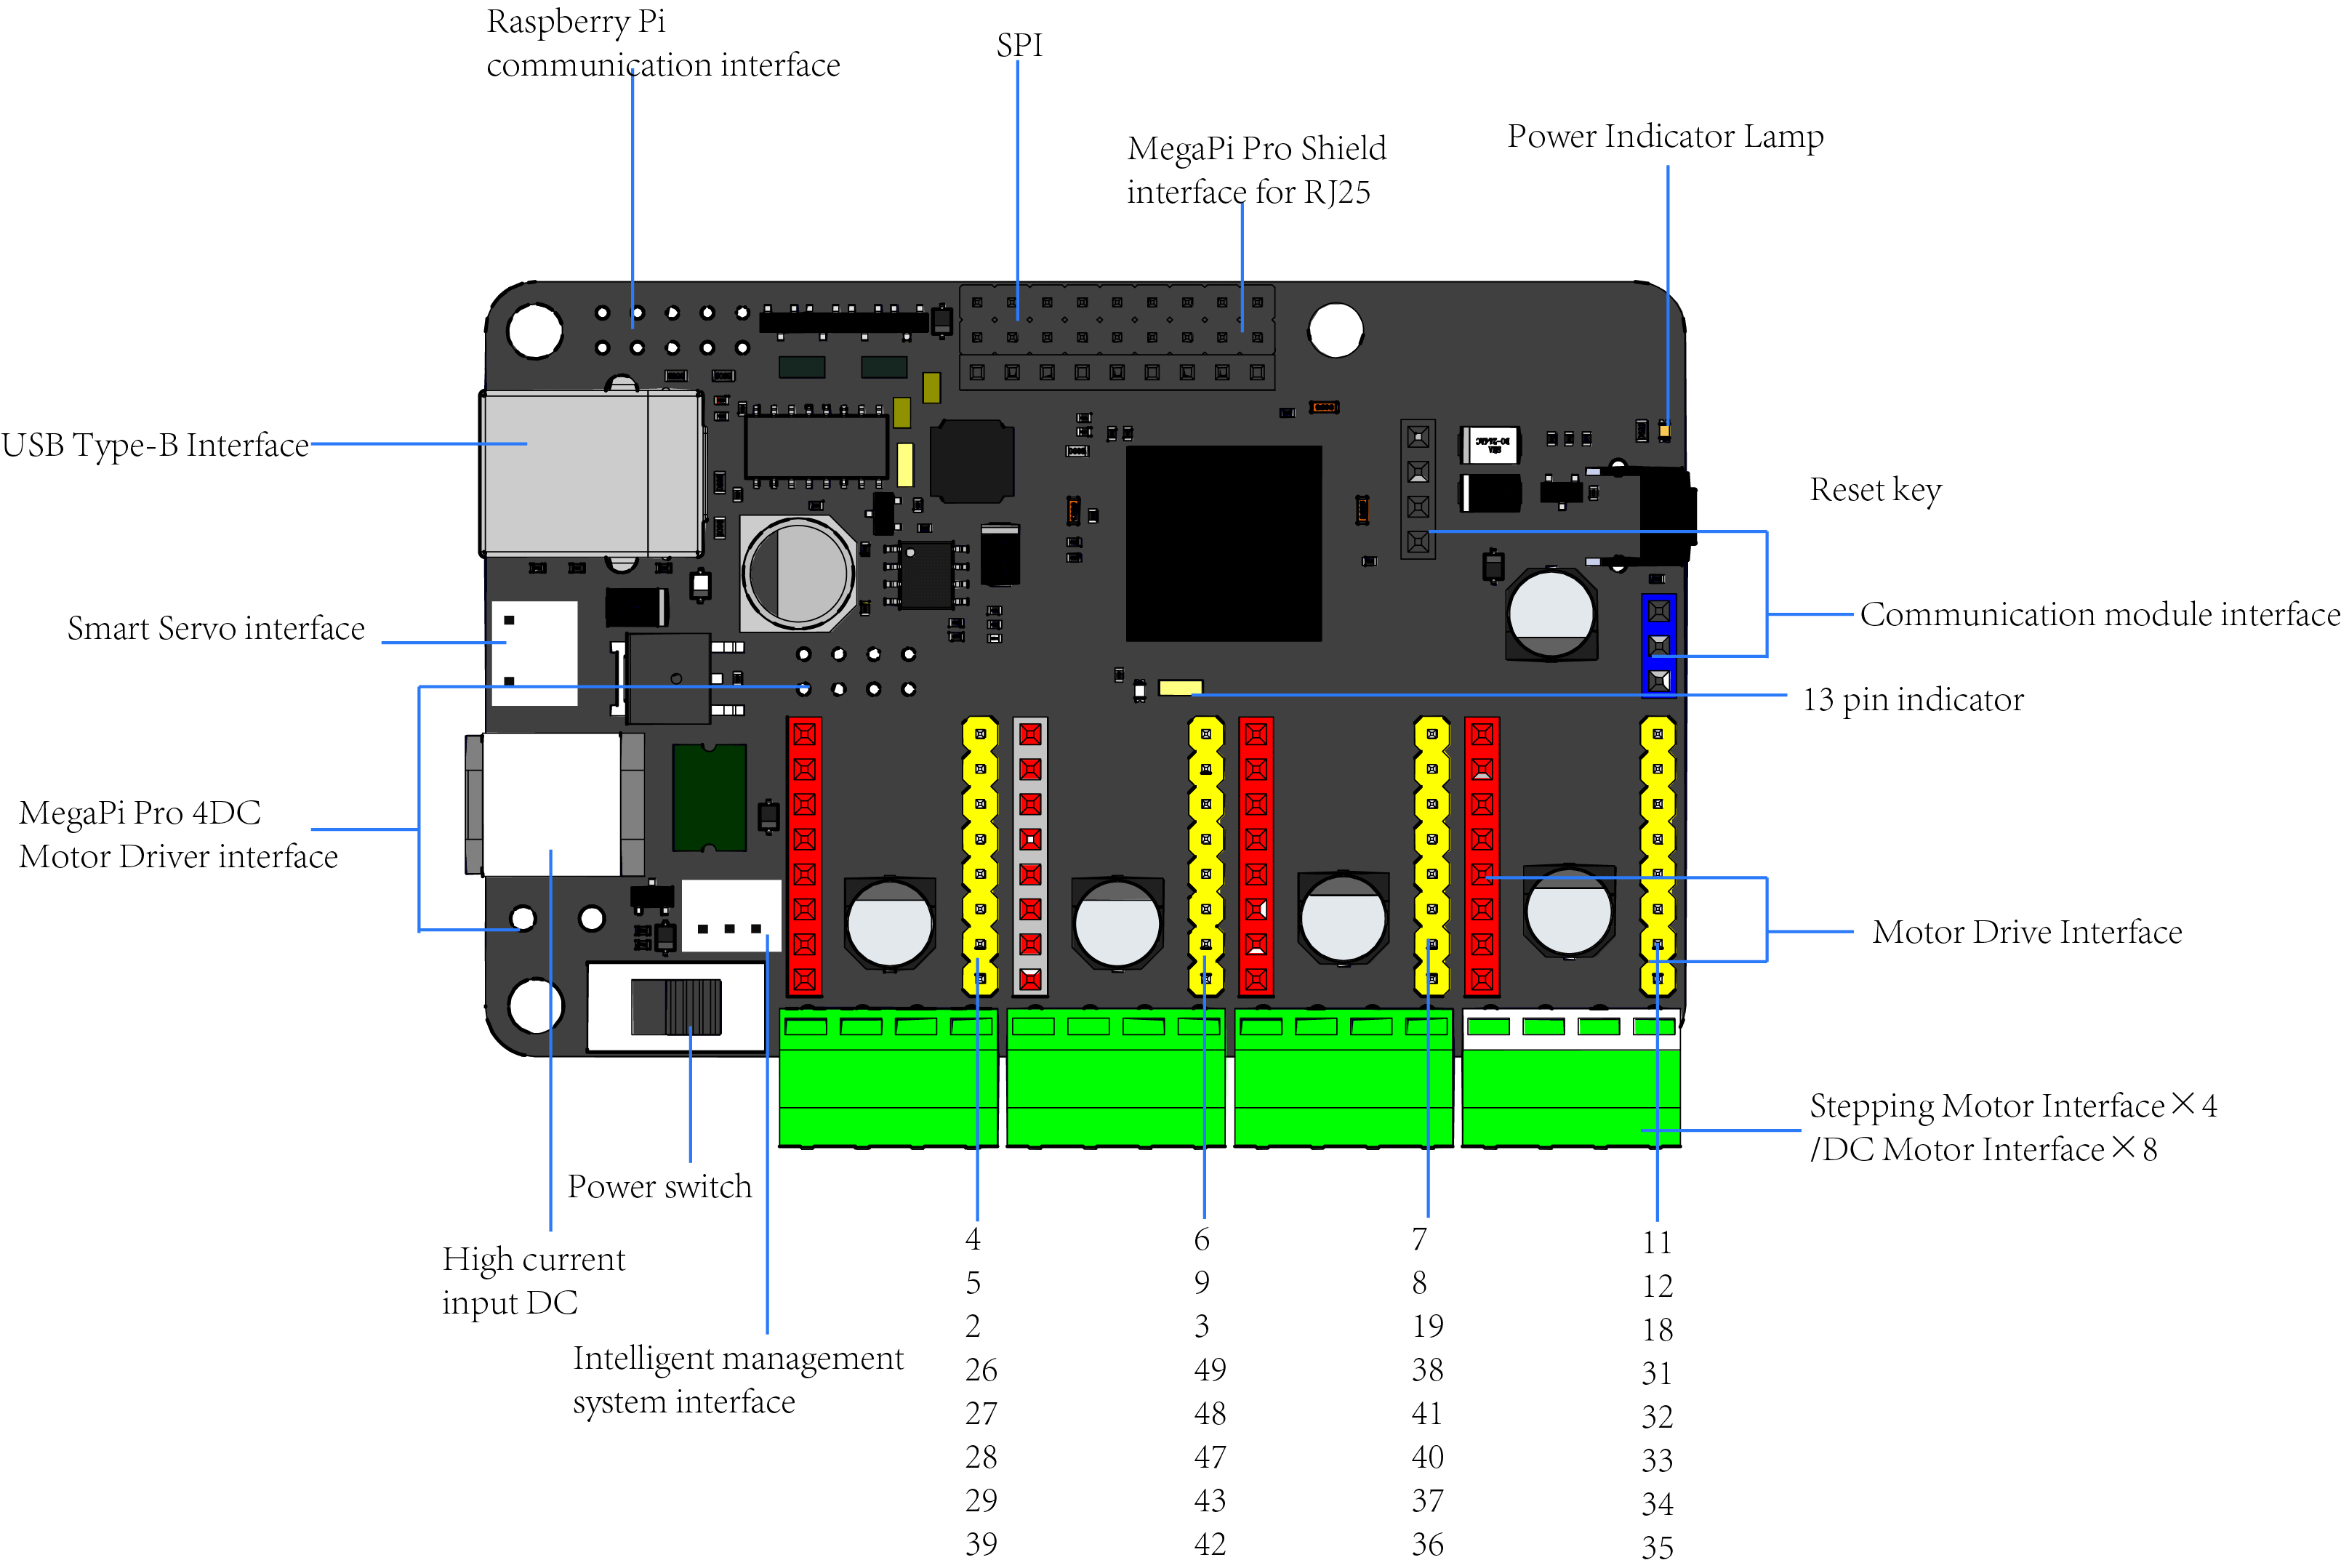 Raspberry Pi
communication interface
SPI
MegaPi Pro Shield
interface for RJ25
Power Indicator Lamp
USB Type-B Interface
Reset key
Smart Servo interface
Communication module interface
13 pin indicator
MegaPi Pro 4DC
Motor Driver interface
Motor Drive Interface
Stepping Motor Interface×4
/DC Motor Interface×8
Power switch
High current
input DC
Intelligent management
system interface
4
5
2
26
27
28
29
39
6
9
3
49
48
47
43
42
7
8
19
38
41
40
37
36
11
12
18
31
32
33
34
35